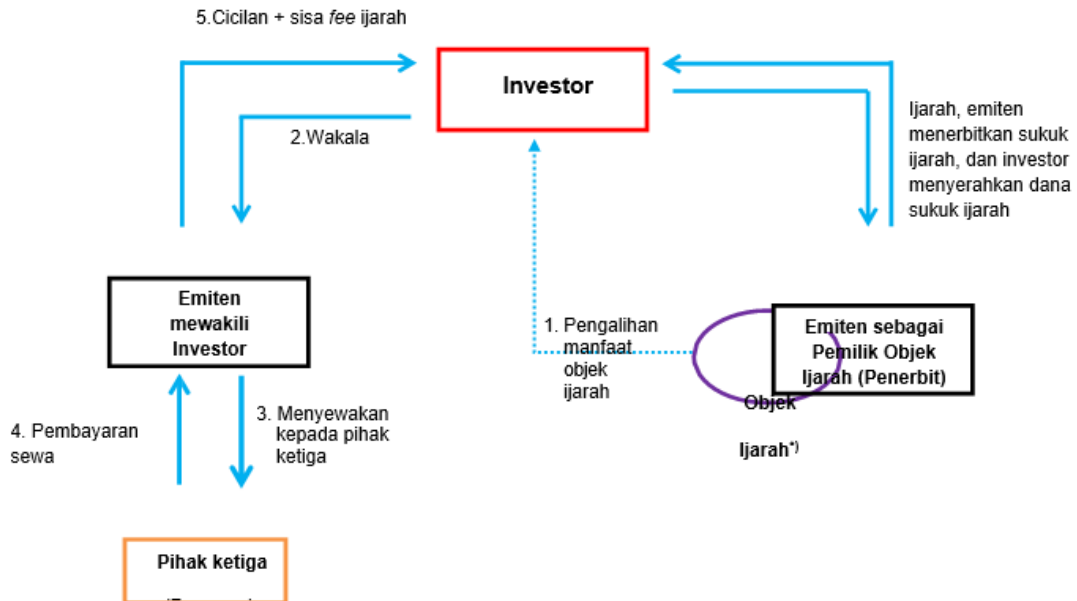 5.Cicilan + sisa fee ijarah
Investor
2.Wakala
Ijarah, emiten
menerbitkan sukuk
ijarah, dan investor
menyerahkan dana
sukuk ijarah
Emiten
mewakili
Investor
1. Pengalihan
manfaat
objek
ijarah
Emiten sebagai
Pemilik Objek
Ijarah (Penerbit)
Objek
Ijarah*)
4. Pembayaran
sewa
3. Menyewakan
kepada pihak
ketiga
Pihak ketiga